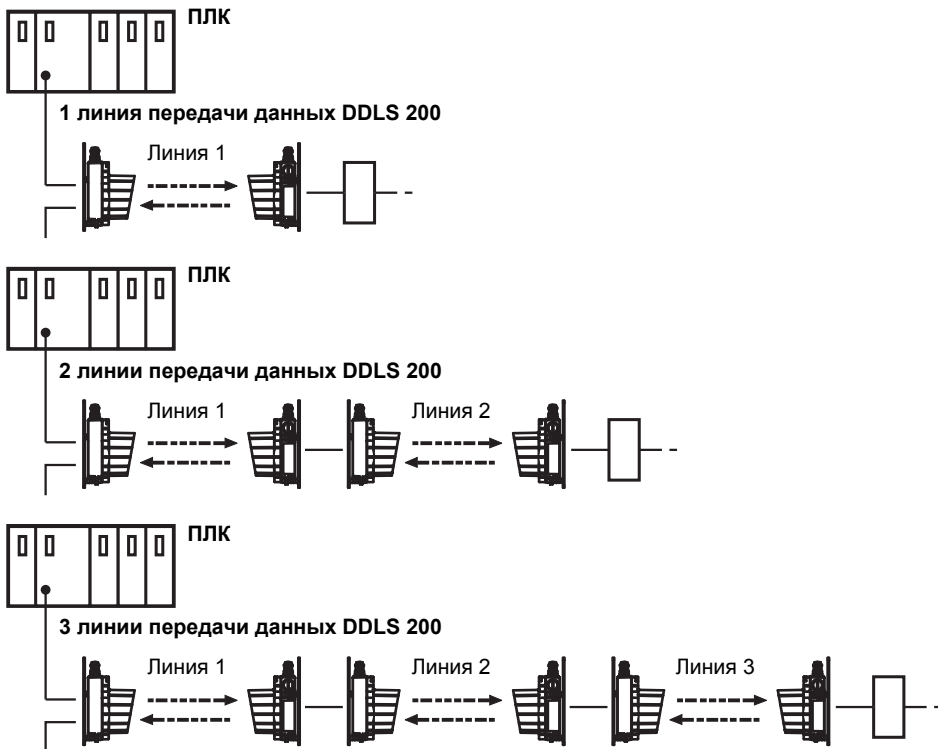 ПЛК
1 линия передачи данных DDLS 200
Линия 1
ПЛК
2 линии передачи данных DDLS 200
Линия 1 Линия 2
ПЛК
3 линии передачи данных DDLS 200
Линия 1 Линия 2 Линия 3